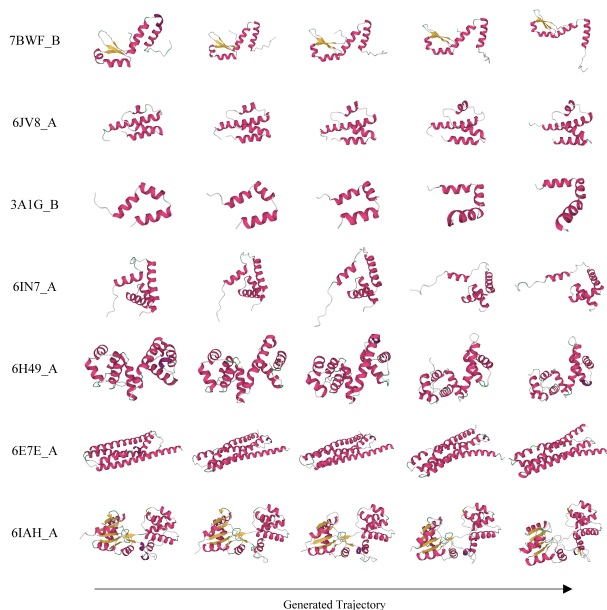 7BWF_B
6JV8_A
3A1G_B
6IN7_A
6H49_A
6E7E_A
6IAH_A
Generated Trajectory